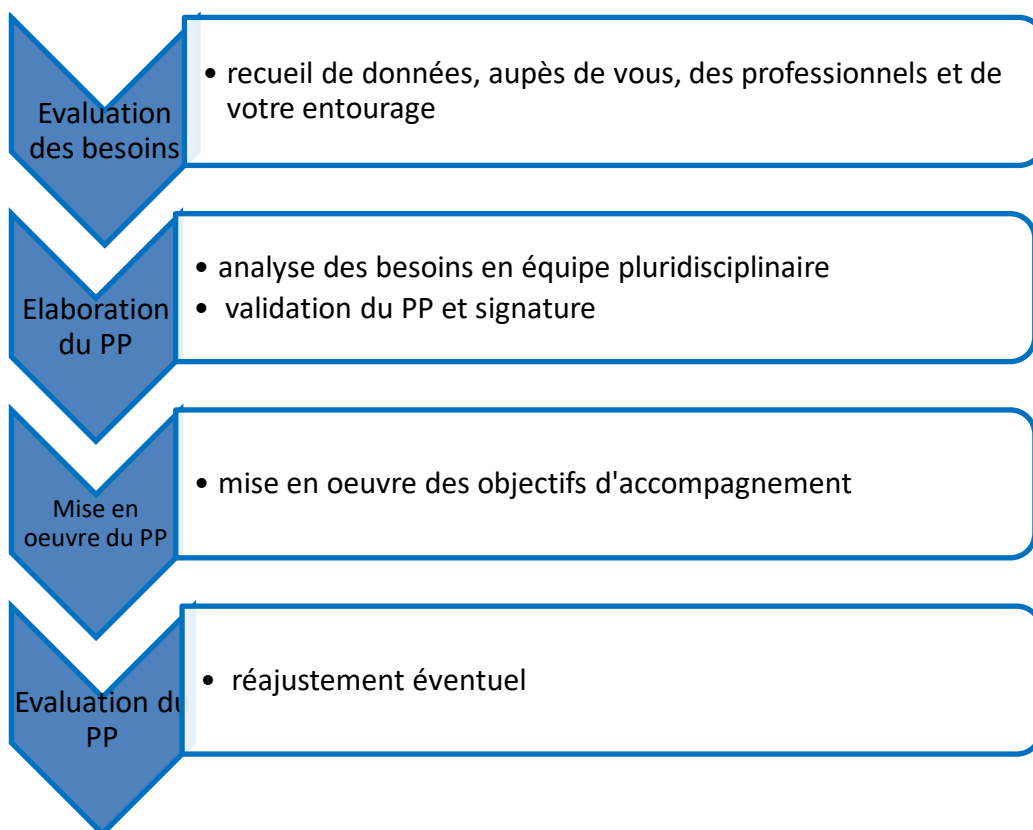 Evaluation
des besoins
• recueil de données, aupès de vous, des professionnels et de
votre entourage
Elaboration
du PP
• analyse des besoins en équipe pluridisciplinaire
• validation du PP et signature
Mise en
oeuvre du PP
• mise en oeuvre des objectifs d'accompagnement
Evaluation du
PP
• réajustement éventuel